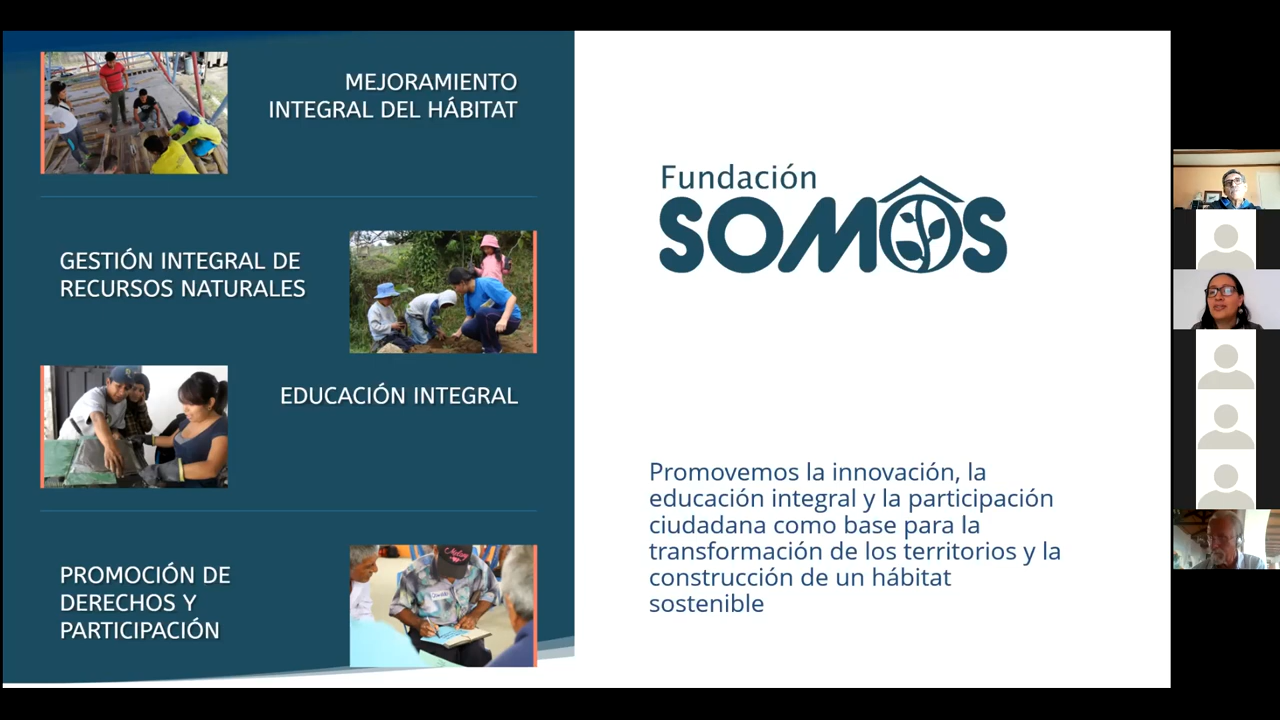 MEJORAMIENTO
INTEGRAL DEL HÁBITAT
GESTIÓN INTEGRAL DE
RECURSOS NATURALES
EDUCACIÓN INTEGRAL
PROMOCIÓN DE
DERECHOS Y
PARTICIPACIÓN
Fundación
SOMOS
Promovemos la innovación, la
educación integral y la participación
ciudadana como base para la
transformación de los territorios y la
construcción de un hábitat
sostenible